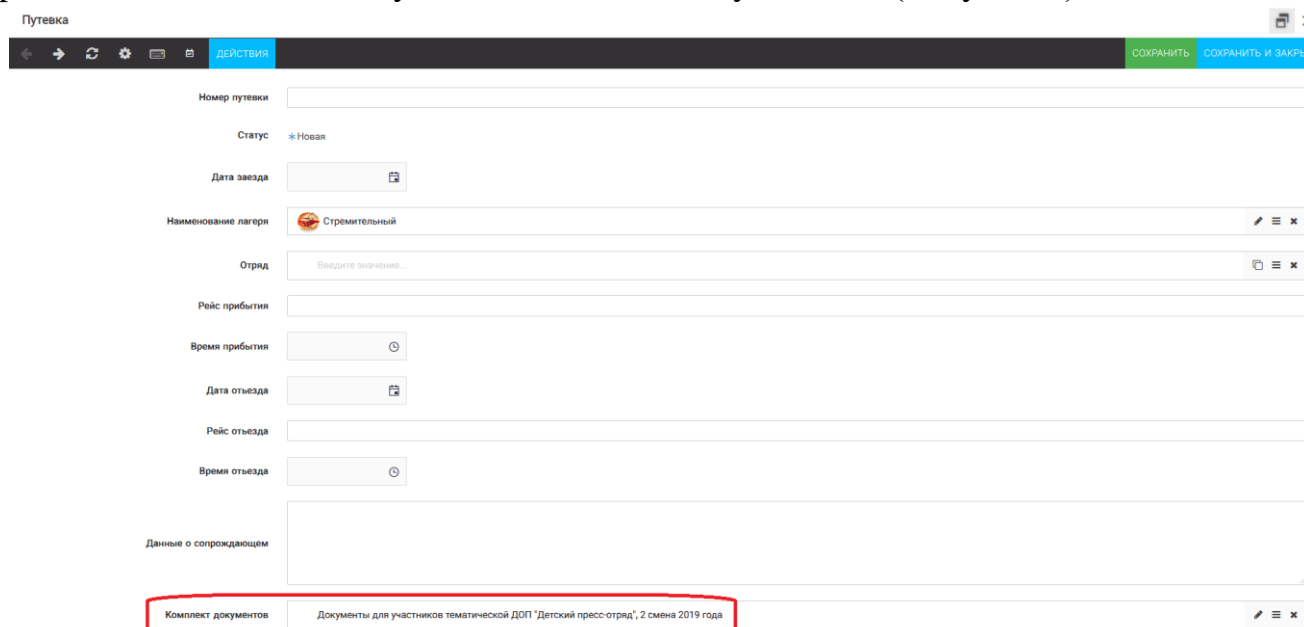 Путевка
ДЕЙСТВИЯ
СОХРАНИТЬ СОХРАНИТЬ И ЗАКРЫ
Номер путевки
Статус Новая
Дата заезда
Наименование лагеря Стремительный
Отряд Введите значение...
Рейс прибытия
Время прибытия
Дата отъезда
Рейс отъезда
Время отъезда
Данные о сопрождающем
Комплект документов Документы для участников тематической ДОП "Детский пресс-отряд", 2 смена 2019 года